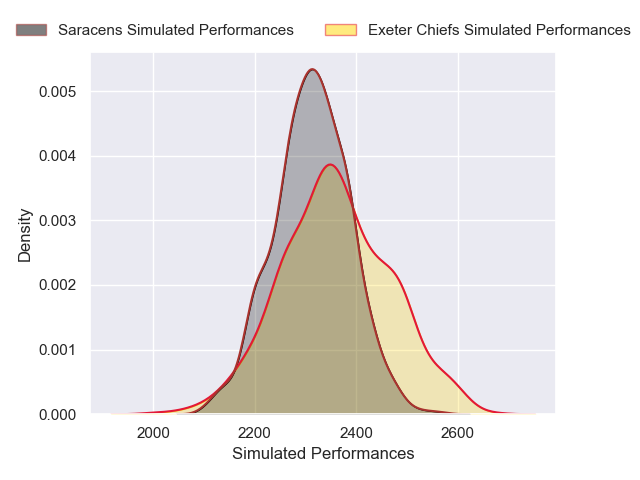 Saracens Simulated Performances
Exeter Chiefs Simulated Performances
0.005
0.004
0.003
0.002
0.001
0.000
Density
2000
2200
2400
2600
Simulated Performances